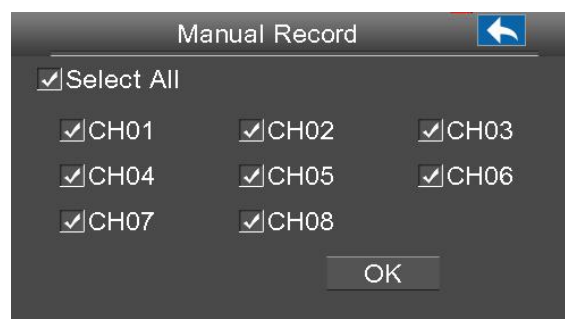 Manual Record
Select All
CH01 CH02 CH03
CH04 CH05 CH06
CH07 CH08
OK